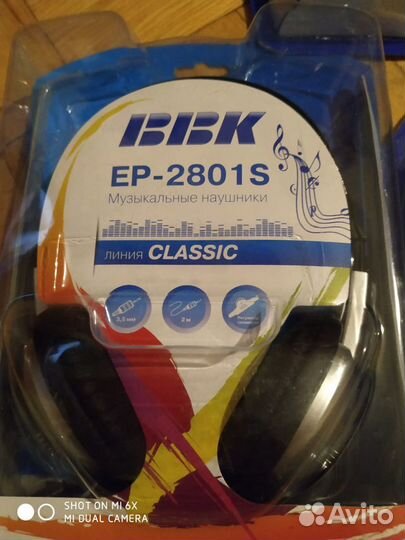 BBK
EP-2801S
Музыкальные наушники
линия CLASSIC
3,5 мм
2 м
SHOT ON MI 6X
MI DUAL CAMERA
Avito